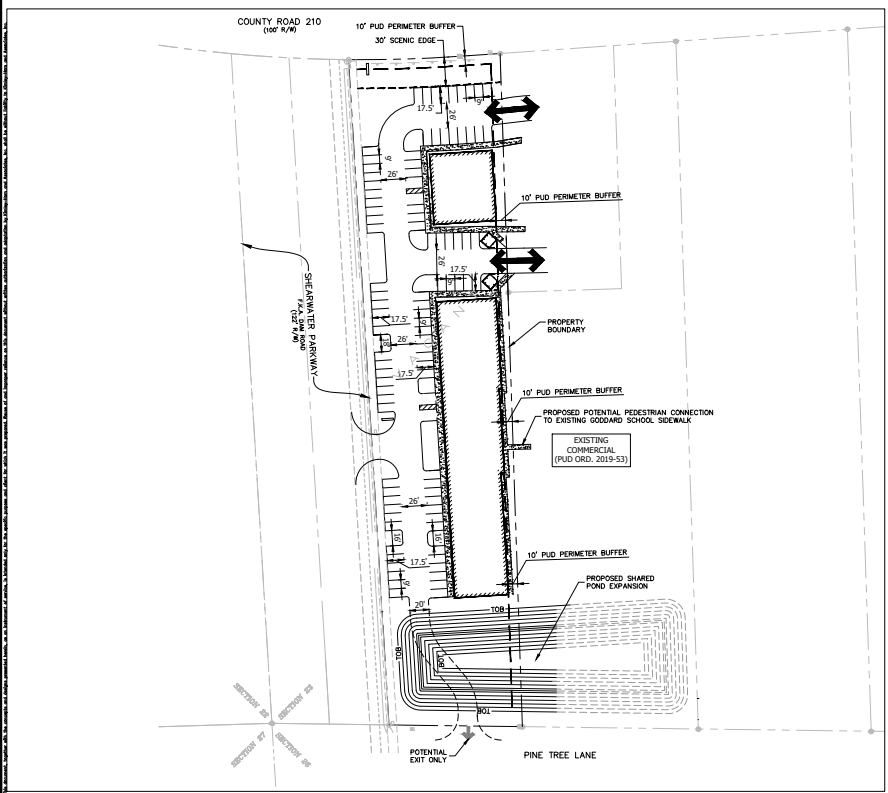 COUNTY ROAD 210
(100' R/W)
10' PUD PERIMETER BUFFER
30' SCENIC EDGE
17.5'
9'
26'
9'
26'
10' PUD PERIMETER BUFFER
26'
17.5'
9'
SHEARWATER PARKWAY
F.K.A. DAM ROAD
(122' R/W)
17.5'
9'
18'
26'
17.5'
PROPERTY
BOUNDARY
10' PUD PERIMETER BUFFER
PROPOSED POTENTIAL PEDESTRIAN CONNECTION
TO EXISTING GODDARD SCHOOL SIDEWALK
EXISTING
COMMERCIAL
(PUD ORD. 2019-53)
26'
16'
16'
17.5'
9'
20'
10' PUD PERIMETER BUFFER
PROPOSED SHARED
POND EXPANSION
TOB
TOB
TOB
SECTION 22
SECTION 23
SECTION 27
SECTION 26
POTENTIAL
EXIT ONLY
PINE TREE LANE